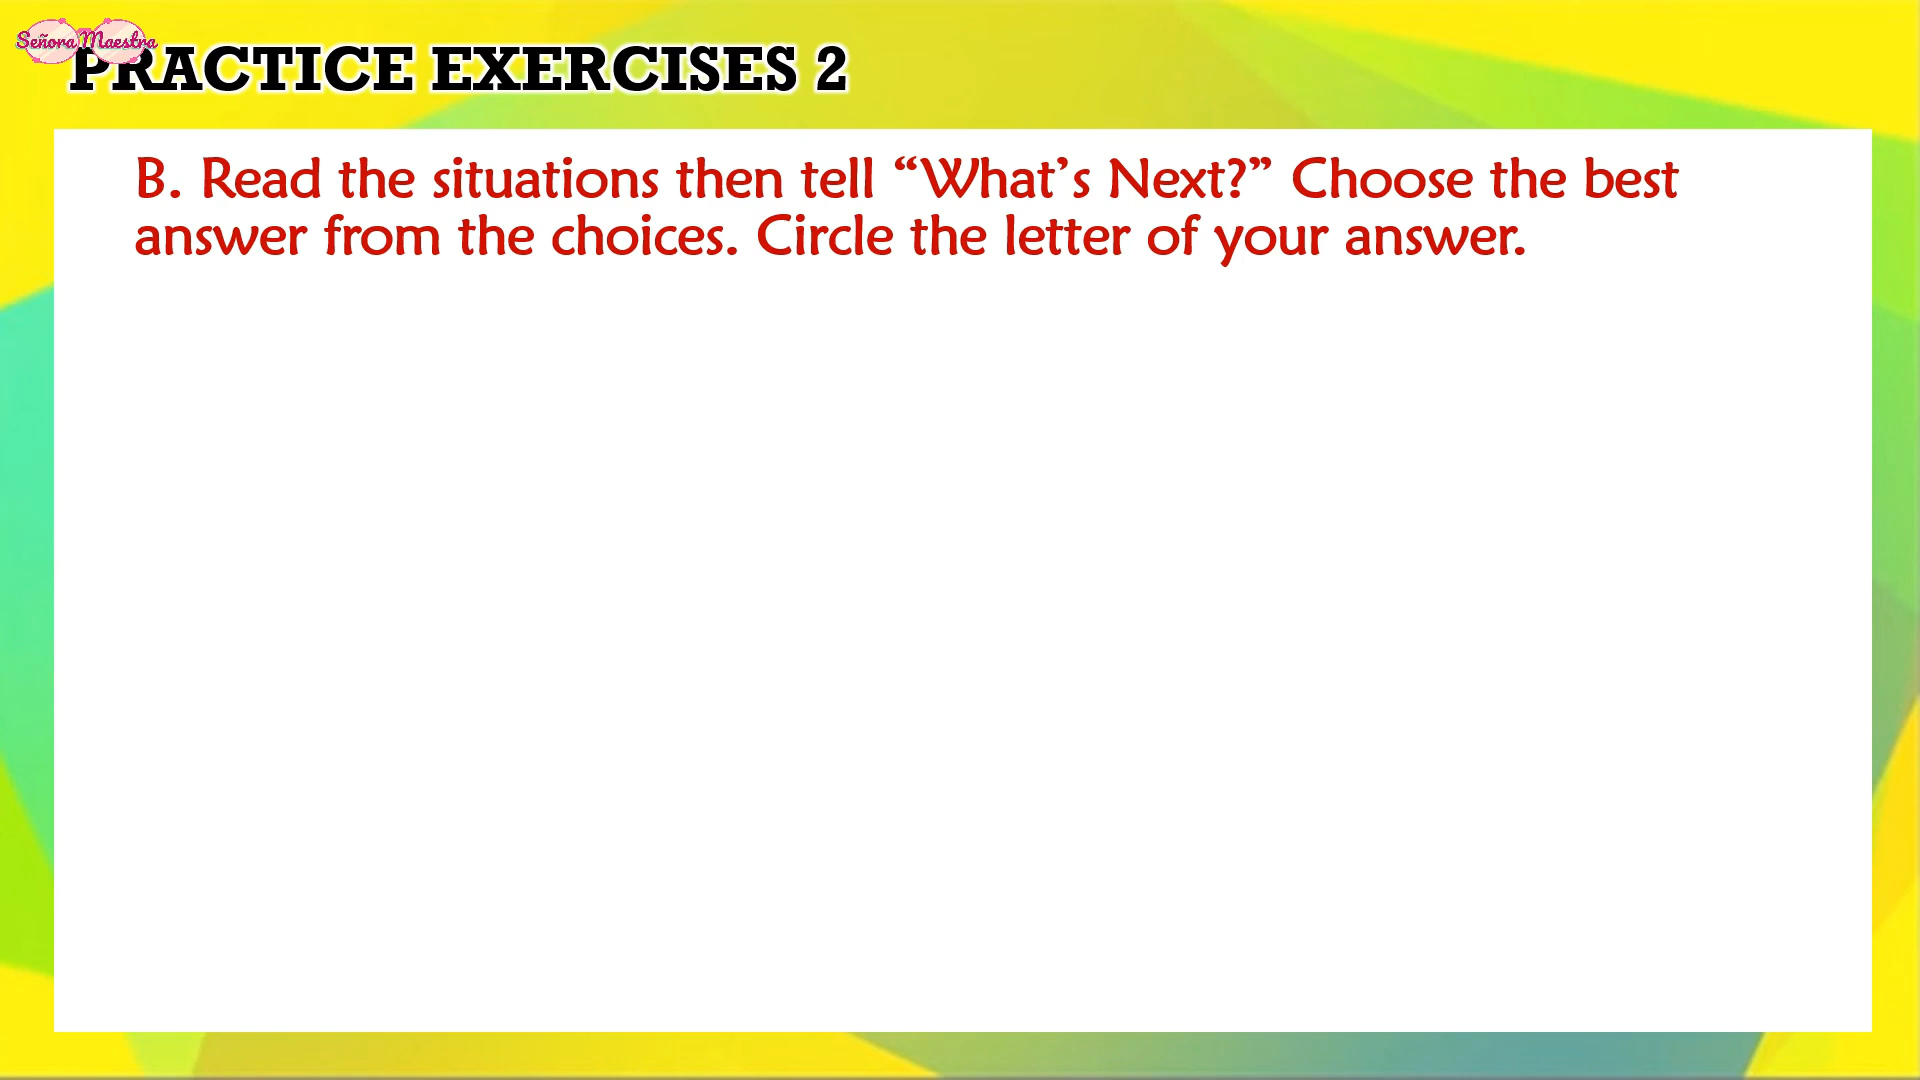 Señora Maestra
PRACTICE EXERCISES 2
B. Read the situations then tell “What’s Next?” Choose the best
answer from the choices. Circle the letter of your answer.